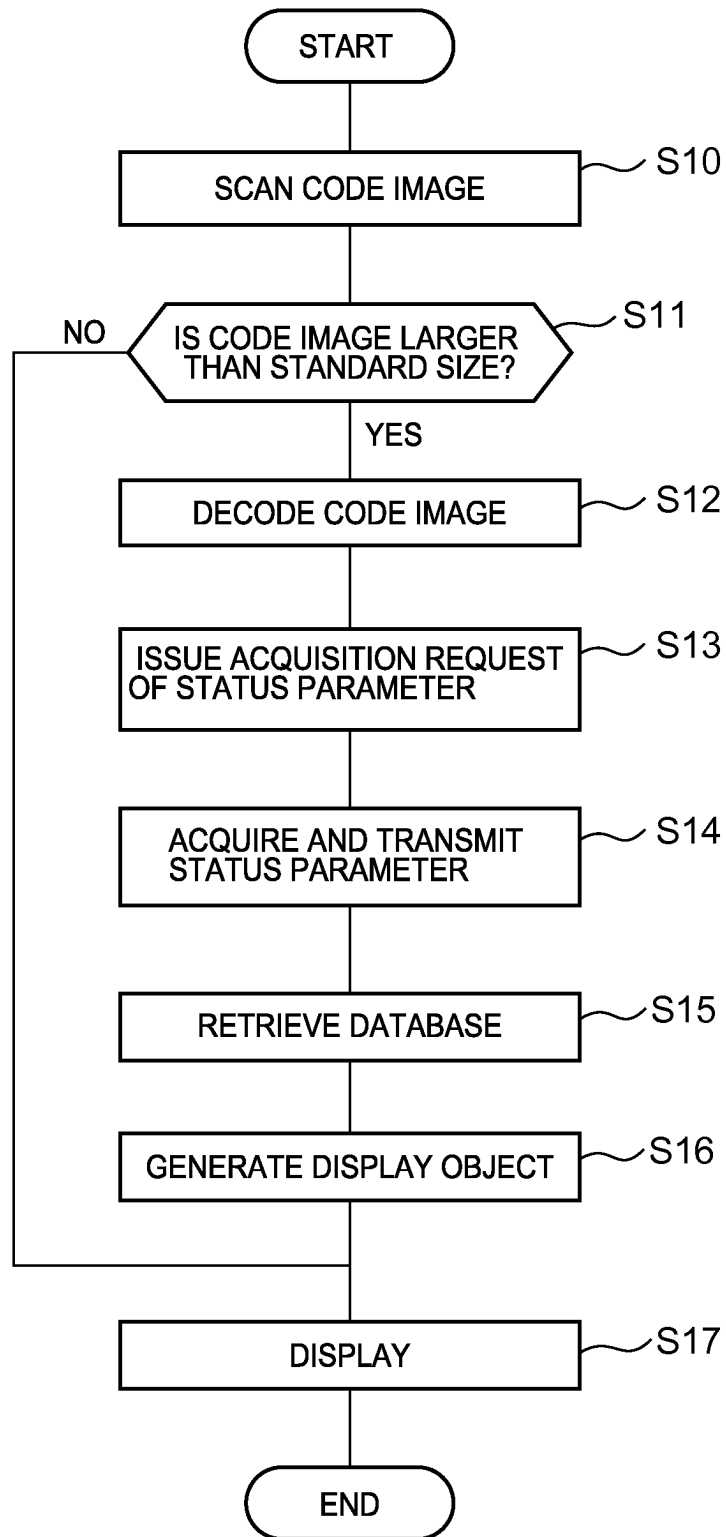 START
SCAN CODE IMAGE
S10
IS CODE IMAGE LARGER
THAN STANDARD SIZE?
S11
NO
YES
DECODE CODE IMAGE
S12
ISSUE ACQUISITION REQUEST
OF STATUS PARAMETER
S13
ACQUIRE AND TRANSMIT
STATUS PARAMETER
S14
RETRIEVE DATABASE
S15
GENERATE DISPLAY OBJECT
S16
DISPLAY
S17
END